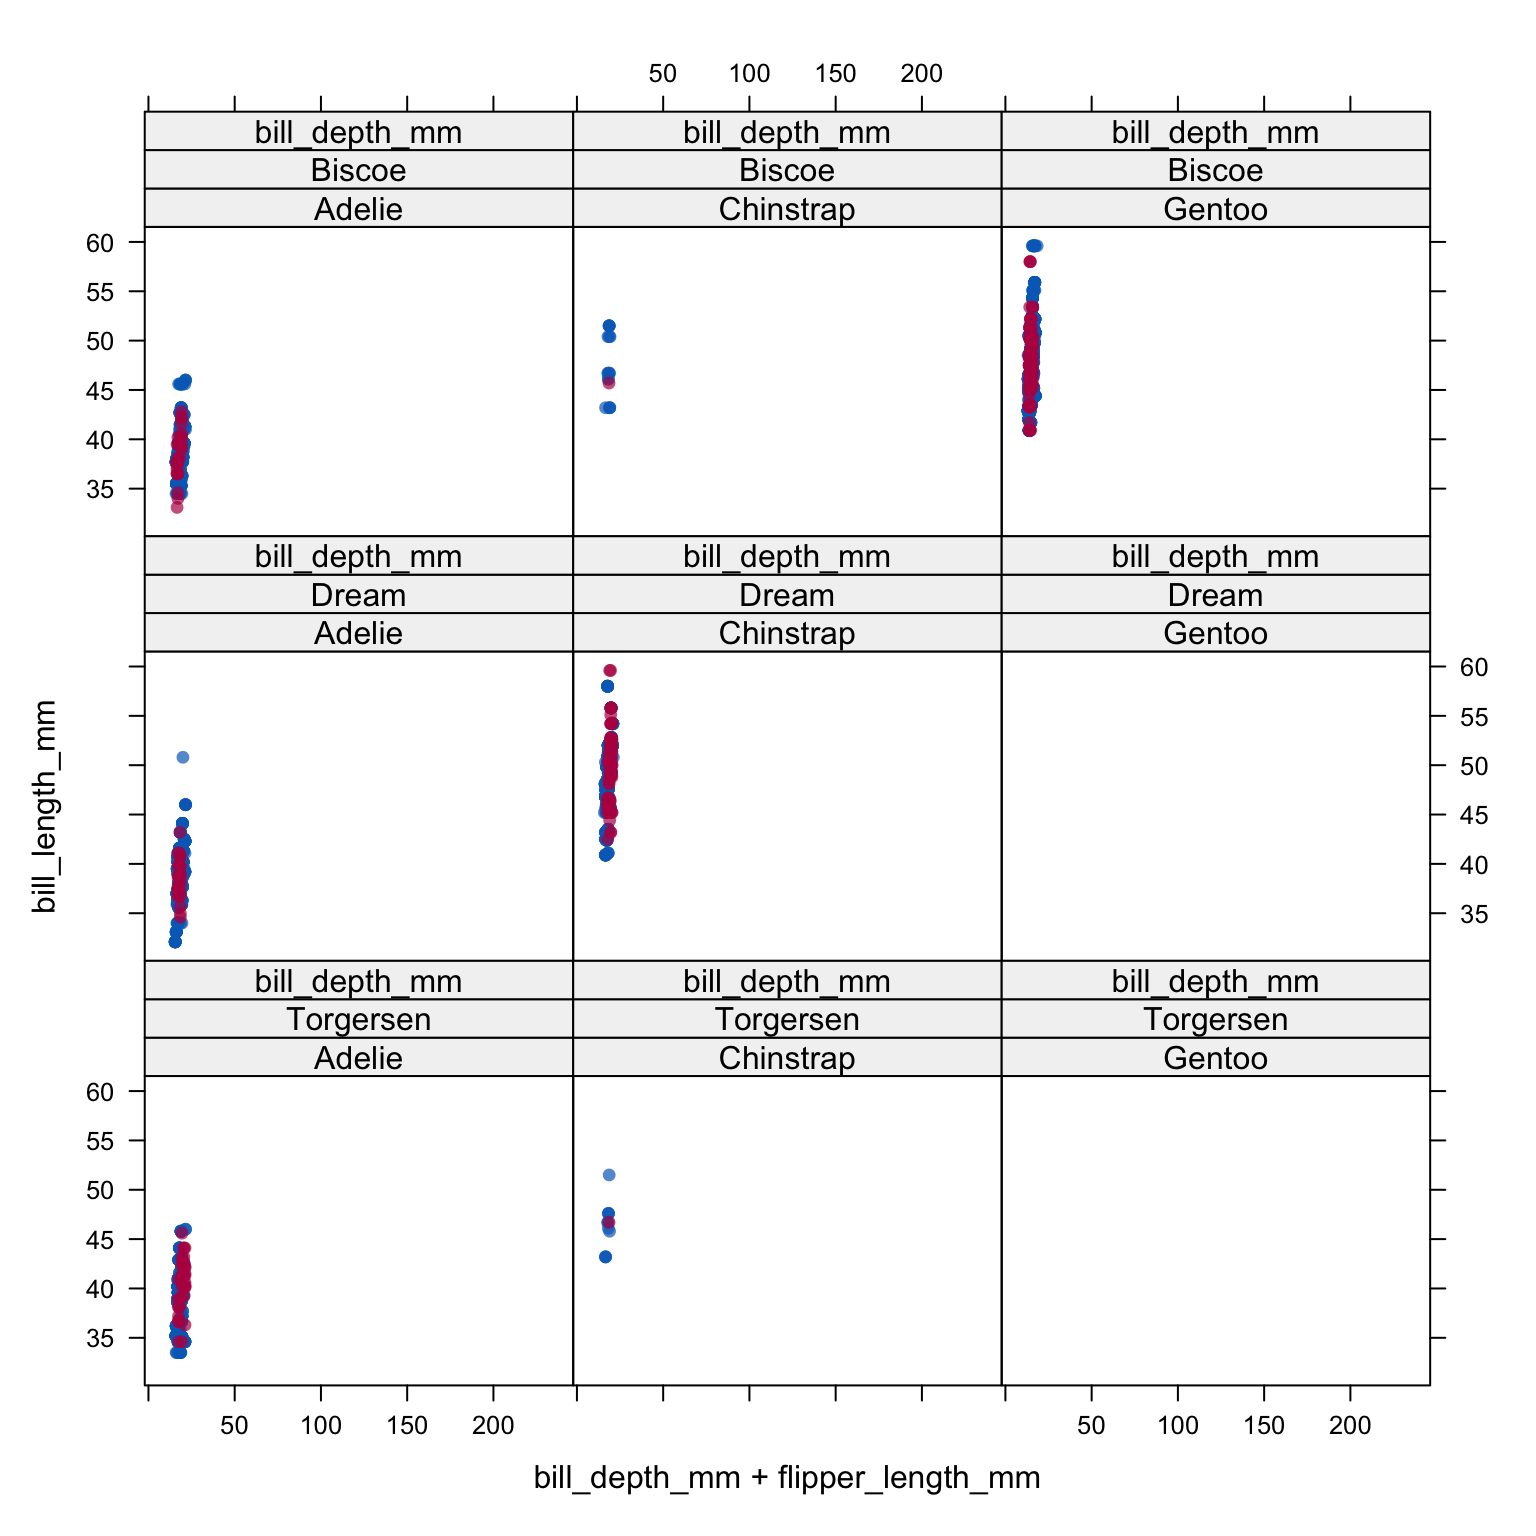 50 100 150 200
bill_depth_mm bill_depth_mm bill_depth_mm
Biscoe Biscoe Biscoe
Adelie Chinstrap Gentoo
60
55
50
45
40
35
bill_depth_mm bill_depth_mm bill_depth_mm
Dream Dream Dream
Adelie Chinstrap Gentoo
60
55
50
45
40
35
bill_length_mm
bill_depth_mm bill_depth_mm bill_depth_mm
Torgersen Torgersen Torgersen
Adelie Chinstrap Gentoo
60
55
50
45
40
35
50 100 150 200 50 100 150 200
bill_depth_mm + flipper_length_mm